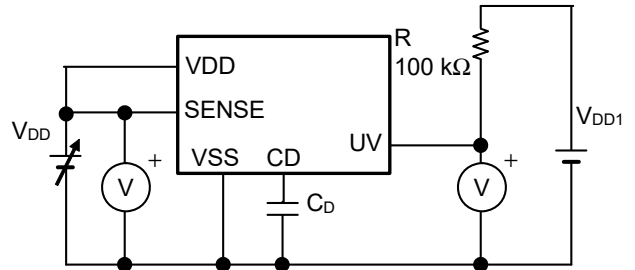 R
100 kΩ
VDD
SENSE
VDD
VDD1
UV
VSS CD
+
V
+
V
CD